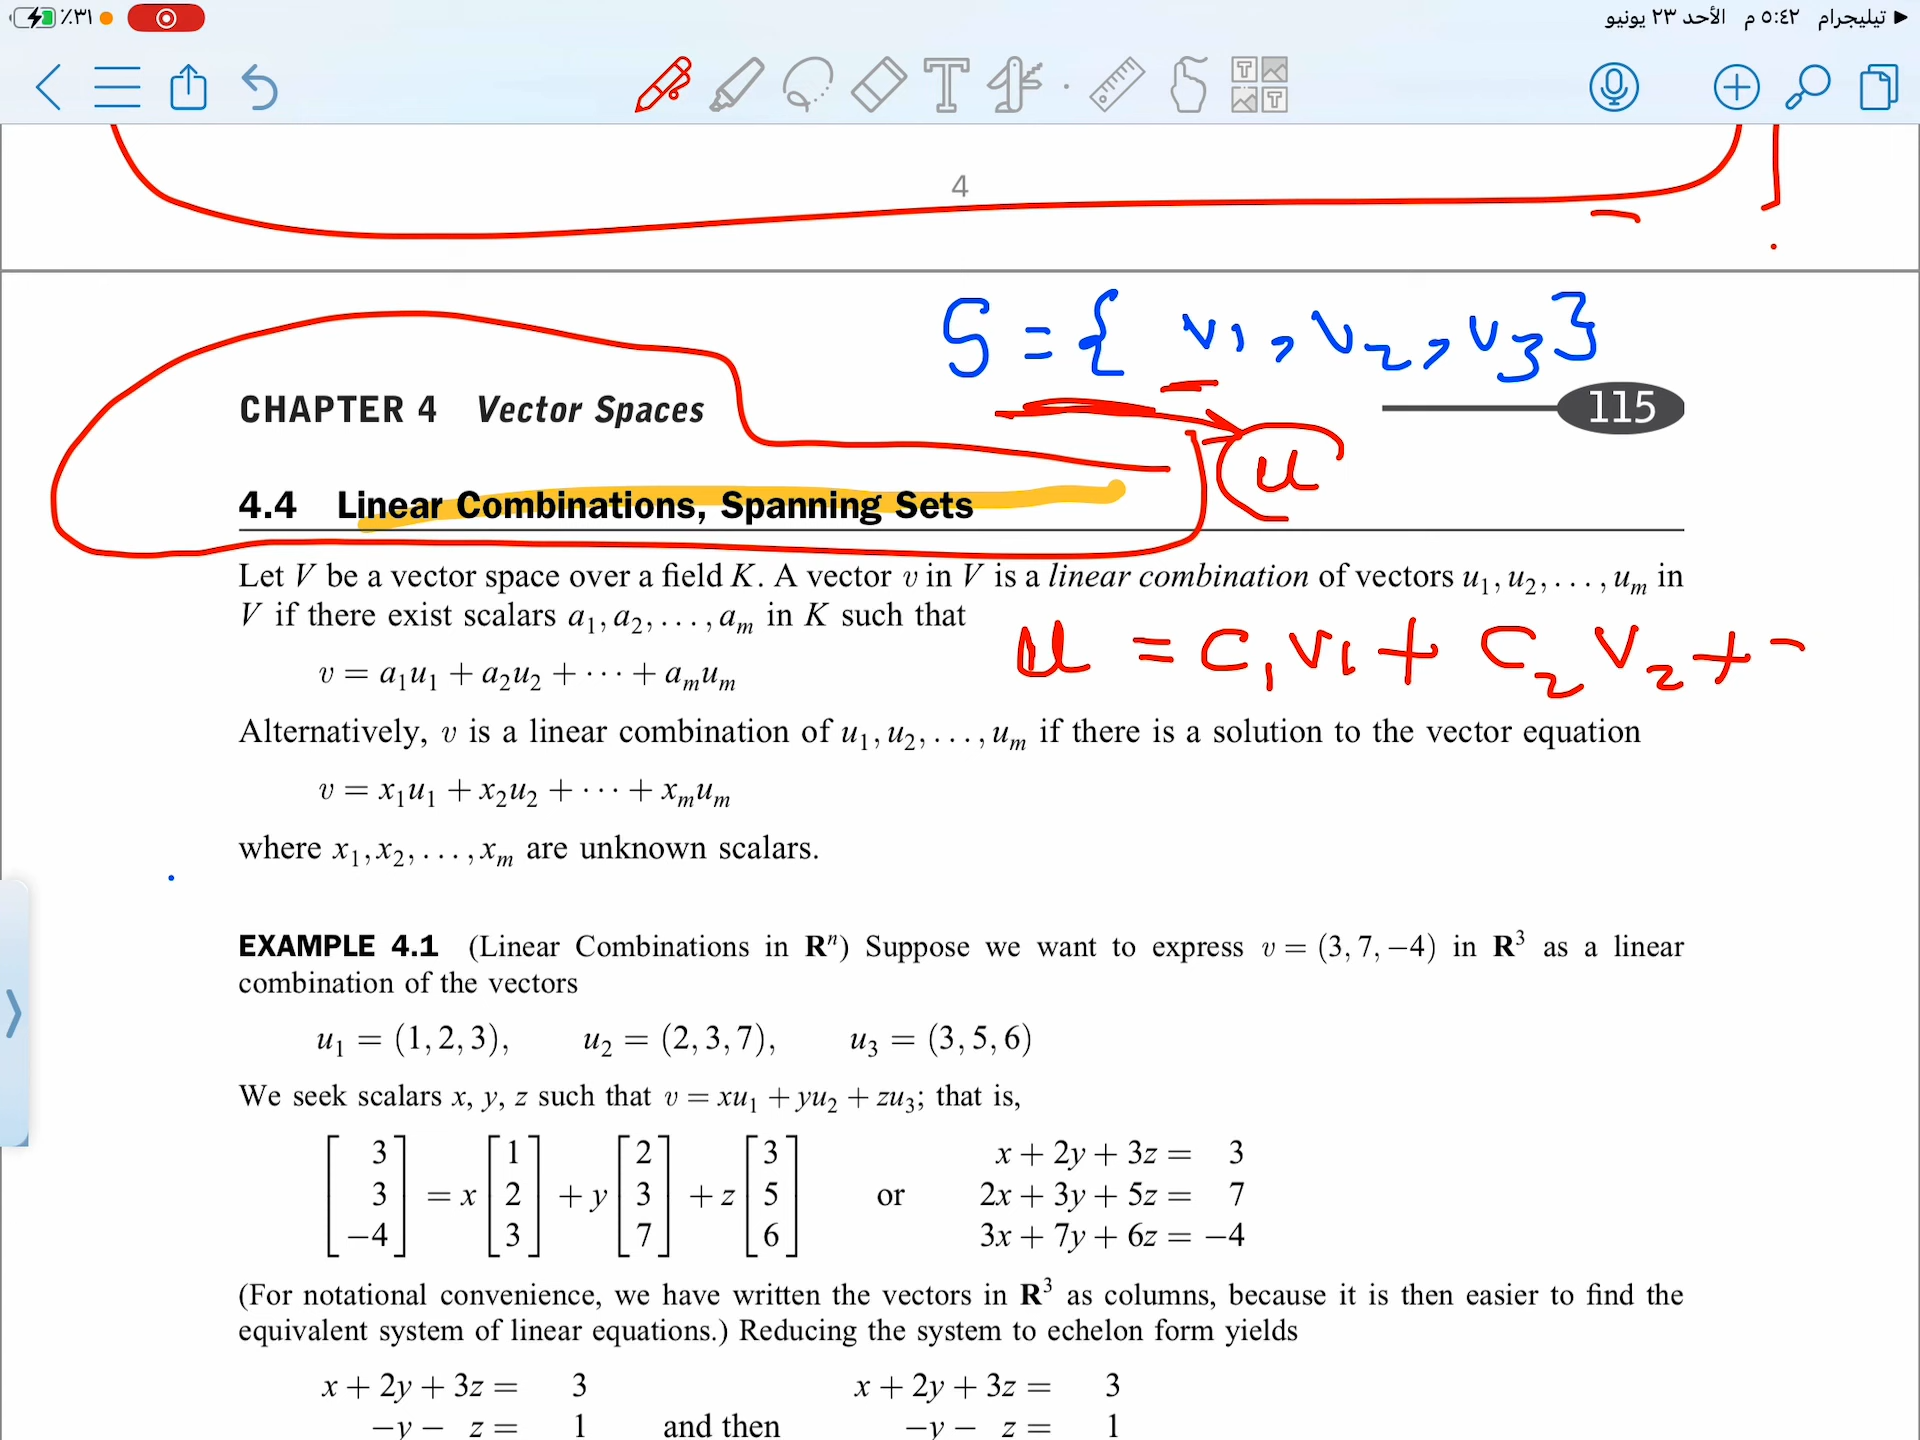 ٪٣١
◀ تيليجرام ٥:٤٢ م الأحد ٢٣ يونيو
4
S = { v1, v2, v3 }
CHAPTER 4 Vector Spaces
115
u
4.4 Linear Combinations, Spanning Sets
Let V be a vector space over a field K. A vector v in V is a linear combination of vectors u₁, u₂, . . . , uₘ in
V if there exist scalars a₁, a₂, . . . , aₘ in K such that
u = c₁v₁ + c₂v₂ + -
v = a₁u₁ + a₂u₂ + · · · + aₘuₘ
Alternatively, v is a linear combination of u₁, u₂, . . . , uₘ if there is a solution to the vector equation
v = x₁u₁ + x₂u₂ + · · · + xₘuₘ
where x₁, x₂, . . . , xₘ are unknown scalars.
EXAMPLE 4.1 (Linear Combinations in Rⁿ) Suppose we want to express v = (3, 7, −4) in R³ as a linear
combination of the vectors
u₁ = (1, 2, 3), u₂ = (2, 3, 7), u₃ = (3, 5, 6)
We seek scalars x, y, z such that v = xu₁ + yu₂ + zu₃; that is,
[3 3 −4] = x [1 2 3] + y [2 3 7] + z [3 5 6] or
x + 2y + 3z = 3
2x + 3y + 5z = 7
3x + 7y + 6z = −4
(For notational convenience, we have written the vectors in R³ as columns, because it is then easier to find the
equivalent system of linear equations.) Reducing the system to echelon form yields
x + 2y + 3z = 3 x + 2y + 3z = 3
−y − z = 1 and then −y − z = 1